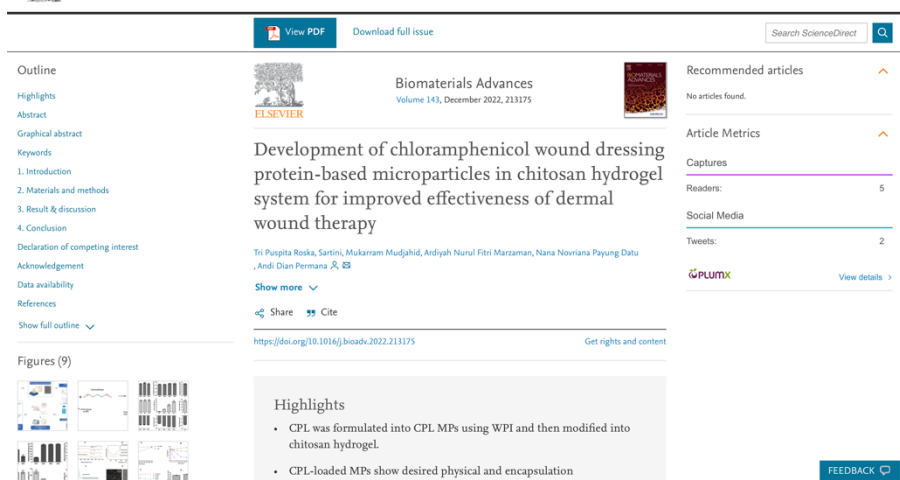 View PDF
Download full issue
Search ScienceDirect
Outline
Highlights
Abstract
Graphical abstract
Keywords
1. Introduction
2. Materials and methods
3. Result & discussion
4. Conclusion
Declaration of competing interest
Acknowledgement
Data availability
References
Show full outline
Figures (9)
ELSEVIER
Biomaterials Advances
Volume 143, December 2022, 213175
BIOMATERIALS
ADVANCES
Development of chloramphenicol wound dressing
protein-based microparticles in chitosan hydrogel
system for improved effectiveness of dermal
wound therapy
Tri Puspita Roska, Sartini, Mukarram Mudjahid, Ardiyah Nurul Fitri Marzaman, Nana Novriana Payung Datu
, Andi Dian Permana
Show more
Share Cite
https://doi.org/10.1016/j.bioadv.2022.213175
Get rights and content
Highlights
• CPL was formulated into CPL MPs using WPI and then modified into
chitosan hydrogel.
• CPL-loaded MPs show desired physical and encapsulation
Recommended articles
No articles found.
Article Metrics
Captures
Readers: 5
Social Media
Tweets: 2
PLUMX
View details
FEEDBACK